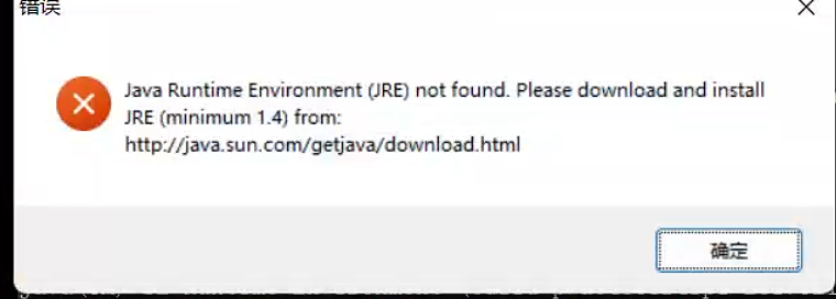 错误
Java Runtime Environment (JRE) not found. Please download and install
JRE (minimum 1.4) from:
http://java.sun.com/getjava/download.html
确定